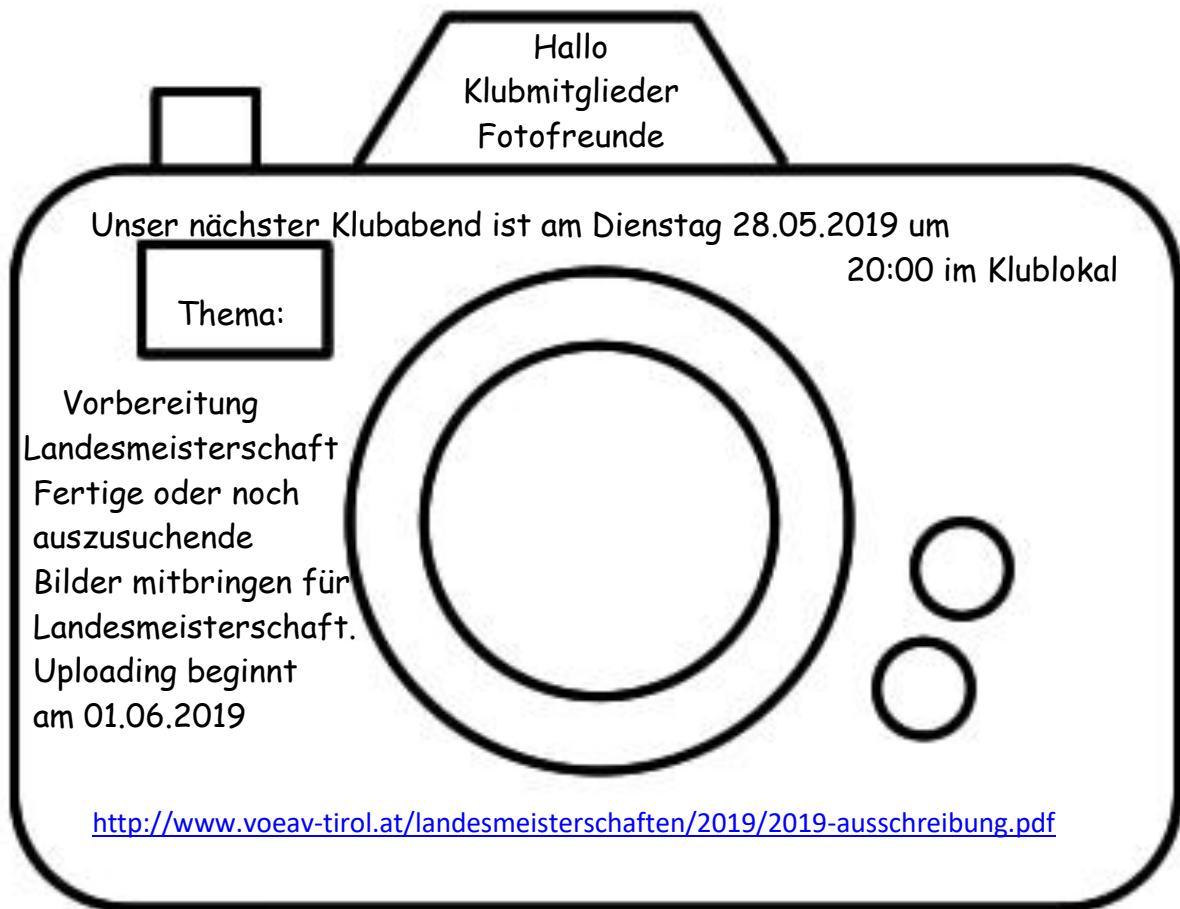 Hallo
Klubmitglieder
Fotofreunde
Unser nächster Klubabend ist am Dienstag 28.05.2019 um
20:00 im Klublokal
Thema:
Vorbereitung
Landesmeisterschaft
Fertige oder noch
auszusuchende
Bilder mitbringen für
Landesmeisterschaft.
Uploading beginnt
am 01.06.2019
http://www.voeav-tirol.at/landesmeisterschaften/2019/2019-ausschreibung.pdf